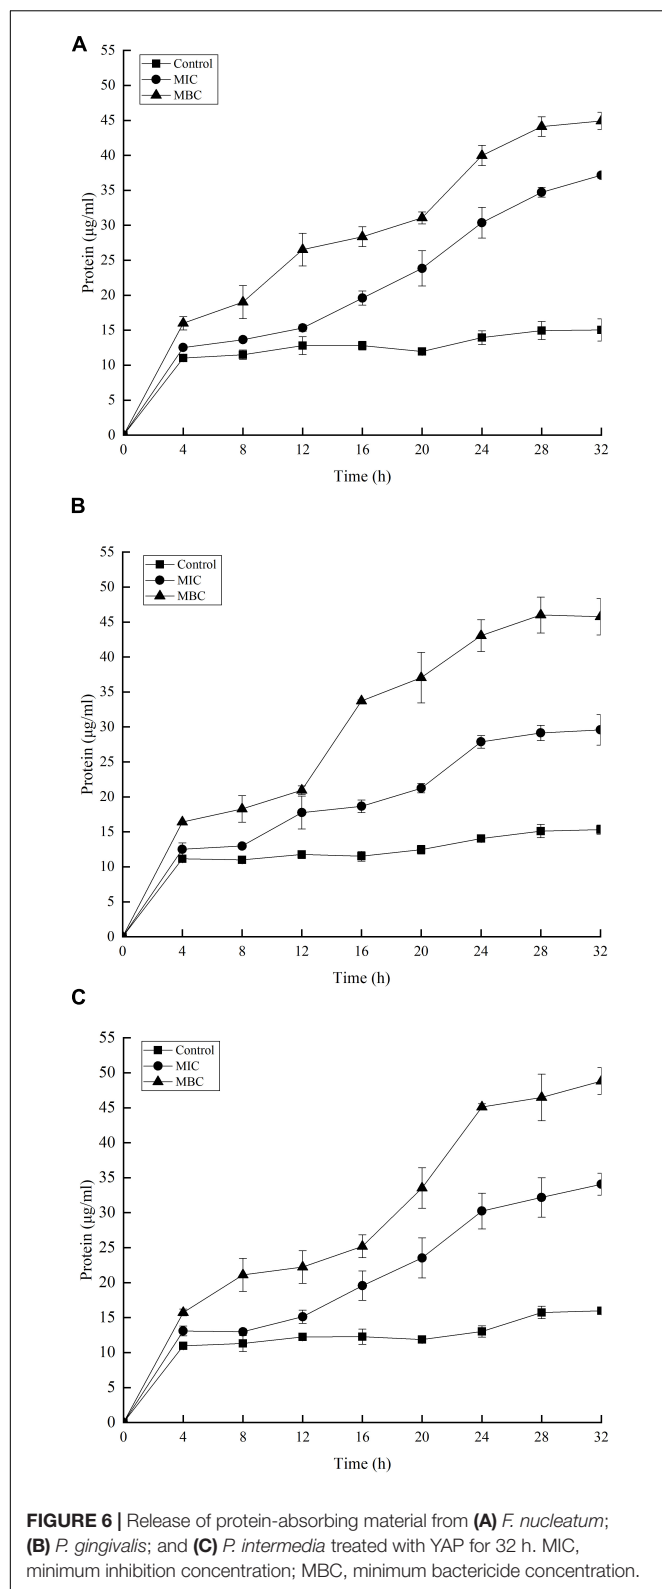 A
55
50
45
40
35
30
25
20
15
10
5
0
Protein (μg/ml)
Control
MIC
MBC
0 4 8 12 16 20 24 28 32
Time (h)
B
55
50
45
40
35
30
25
20
15
10
5
0
Protein (μg/ml)
Control
MIC
MBC
0 4 8 12 16 20 24 28 32
Time (h)
C
55
50
45
40
35
30
25
20
15
10
5
0
Protein (μg/ml)
Control
MIC
MBC
0 4 8 12 16 20 24 28 32
Time (h)
FIGURE 6 | Release of protein-absorbing material from (A) F. nucleatum;
(B) P. gingivalis; and (C) P. intermedia treated with YAP for 32 h. MIC,
minimum inhibition concentration; MBC, minimum bactericide concentration.